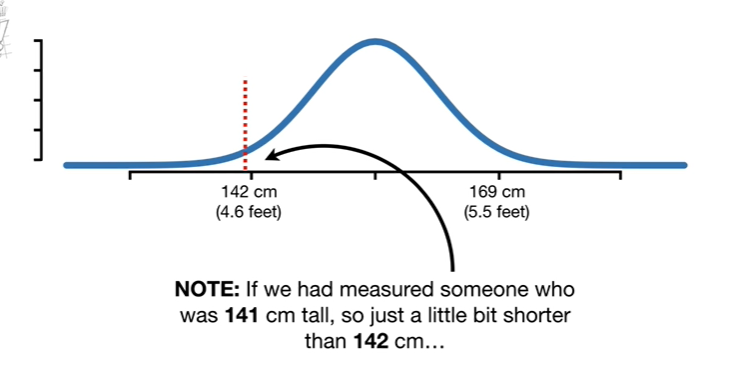 142 cm
(4.6 feet)
169 cm
(5.5 feet)
NOTE: If we had measured someone who
was 141 cm tall, so just a little bit shorter
than 142 cm…